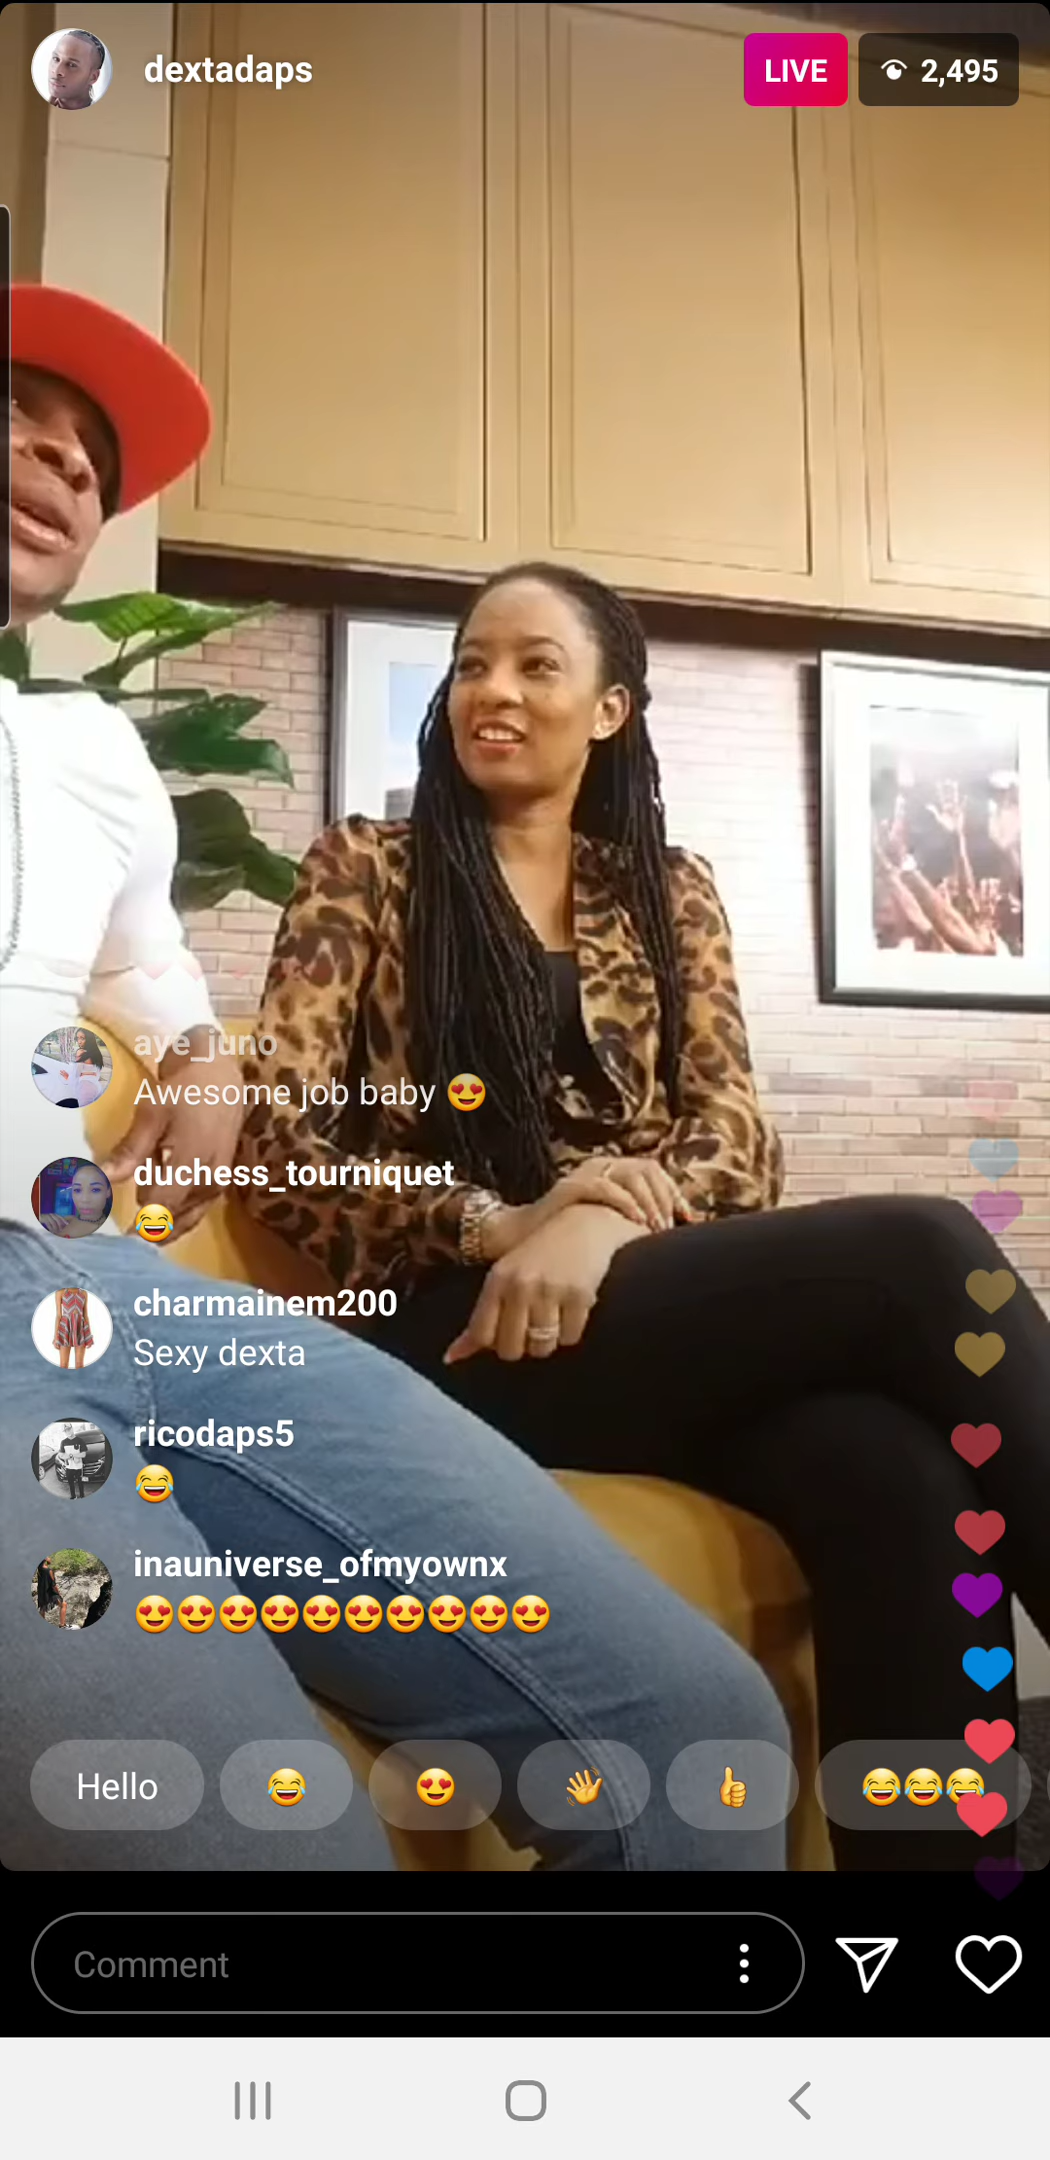 dextadaps
LIVE
2,495
aye_juno
Awesome job baby 😍
duchess_tourniquet
😂
charmainem200
Sexy dexta
ricodaps5
😂
inauniverse_ofmyownx
😍😍😍😍😍😍😍😍😍😍
Hello 😂 😍 👋 👍 😂😂😂
Comment